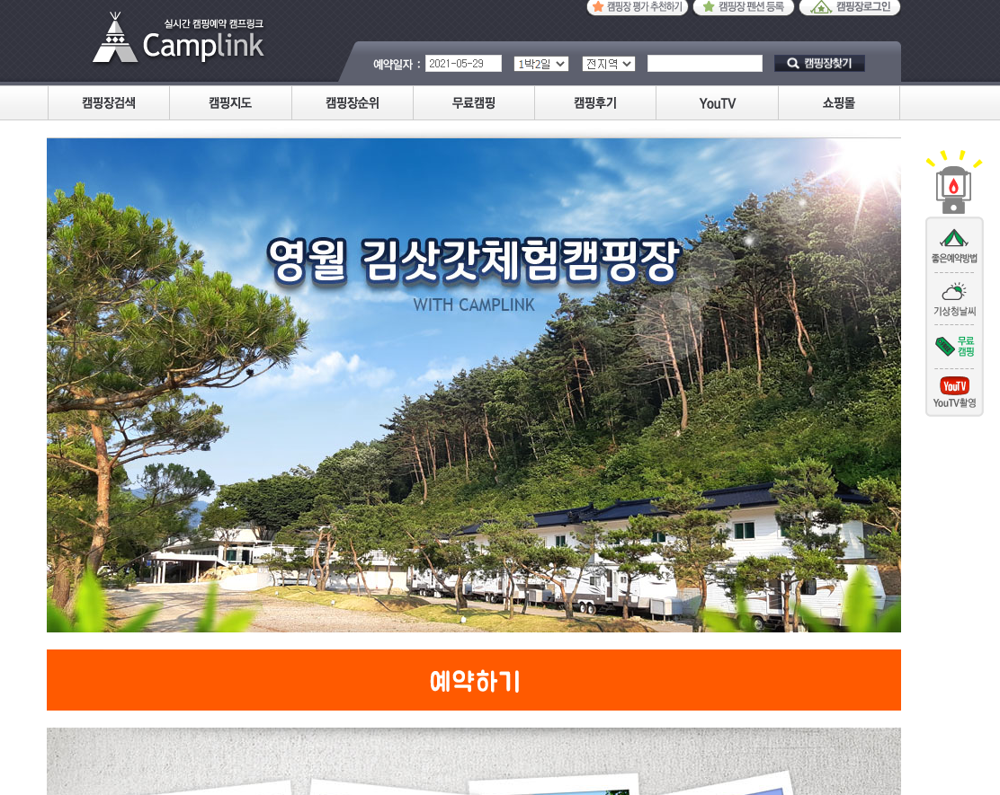 캠핑장 평가 추천하기 캠핑장 펜션 등록 캠핑장로그인
실시간 캠핑예약 캠프링크
Camplink
예약일자 : 2021-05-29 1박2일 전지역 캠핑장찾기
캠핑장검색 캠핑지도 캠핑장순위 무료캠핑 캠핑후기 YouTV 쇼핑몰
영월 김삿갓체험캠핑장
WITH CAMPLINK
좋은예약방법
기상청날씨
무료
캠핑
YouTV
YouTV촬영
예약하기